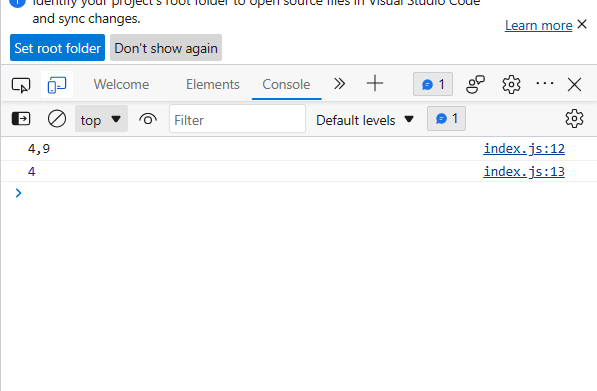 Identify your project's root folder to open source files in Visual Studio Code
and sync changes.
Learn more
Set root folder
Don't show again
Welcome
Elements
Console
1
top
Filter
Default levels
1
4,9
index.js:12
4
index.js:13